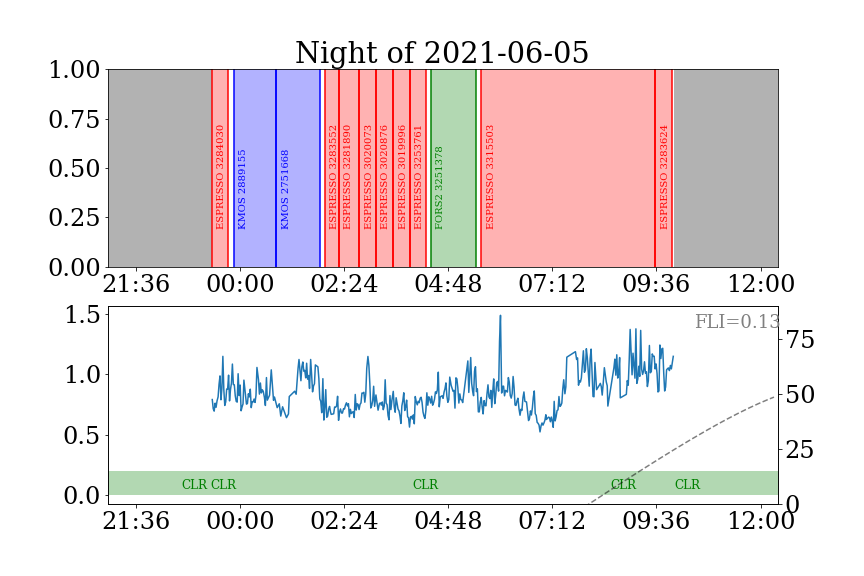 Night of 2021-06-05
1.00
0.75
0.50
0.25
0.00
ESPRESSO 3284030
KMOS 2889155
KMOS 2751668
ESPRESSO 3283552
ESPRESSO 3281890
ESPRESSO 3020073
ESPRESSO 3020876
ESPRESSO 3019996
ESPRESSO 3253761
FORS2 3251378
ESPRESSO 3315503
ESPRESSO 3283624
21:36 00:00 02:24 04:48 07:12 09:36 12:00
1.5
1.0
0.5
0.0
FLI=0.13
75
50
25
0
CLR CLR CLR CLR CLR
21:36 00:00 02:24 04:48 07:12 09:36 12:00